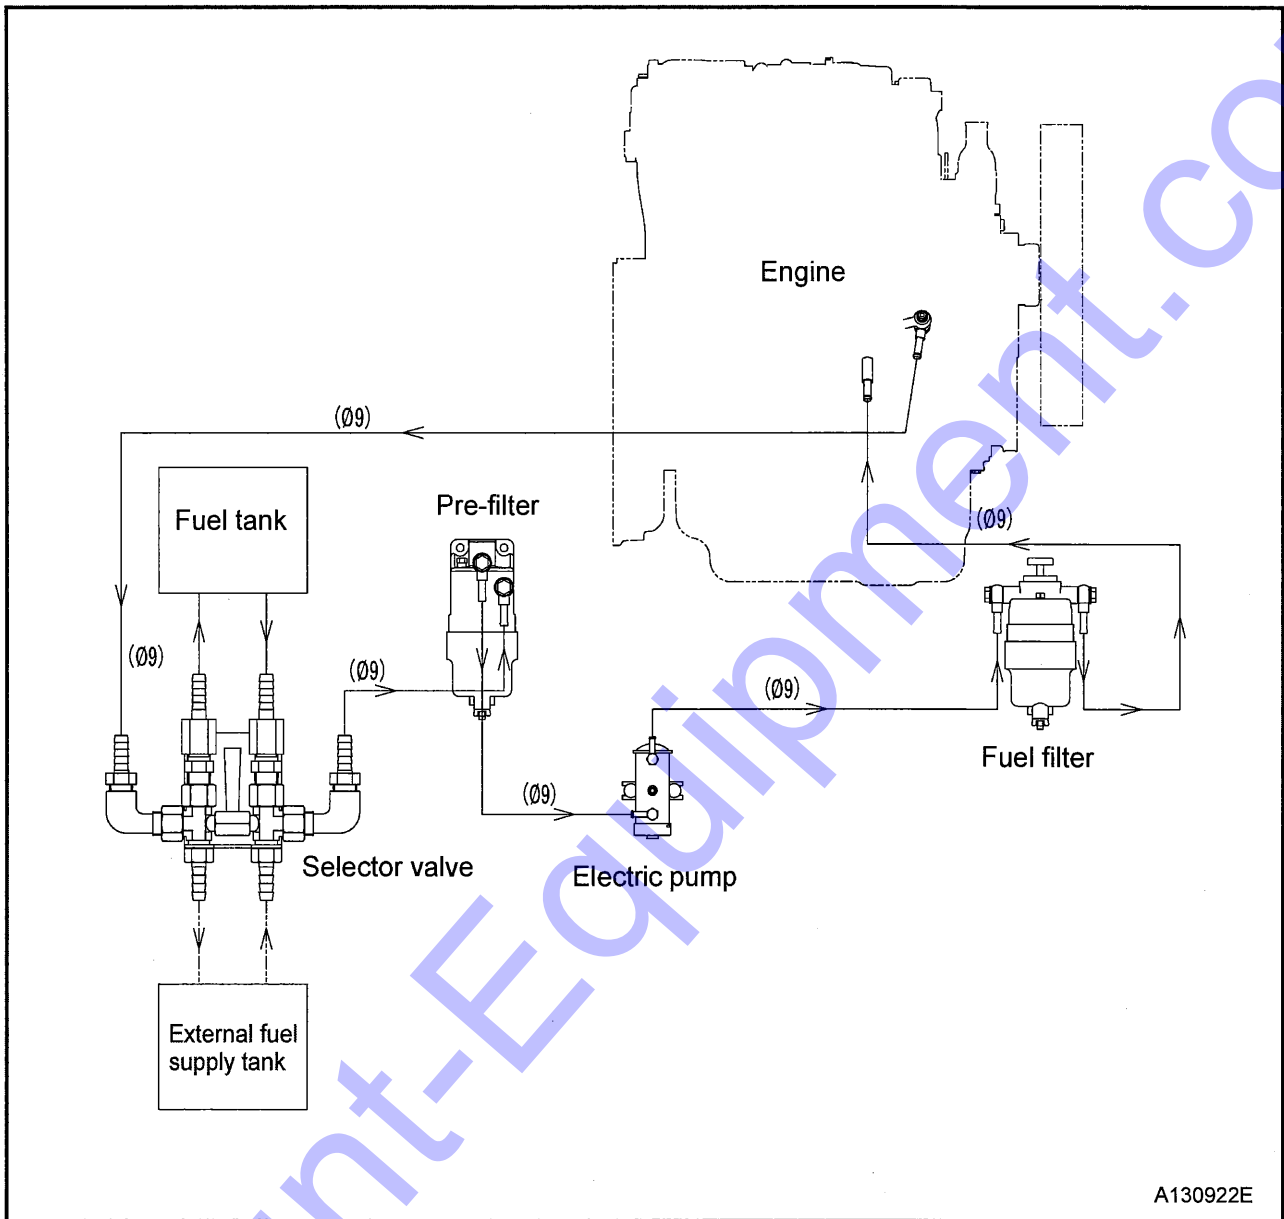 Engine
(Ø9)
Fuel tank
Pre-filter
(Ø9)
(Ø9)
(Ø9)
(Ø9)
Fuel filter
(Ø9)
Selector valve
Electric pump
External fuel
supply tank
A130922E
int-Equipment.co